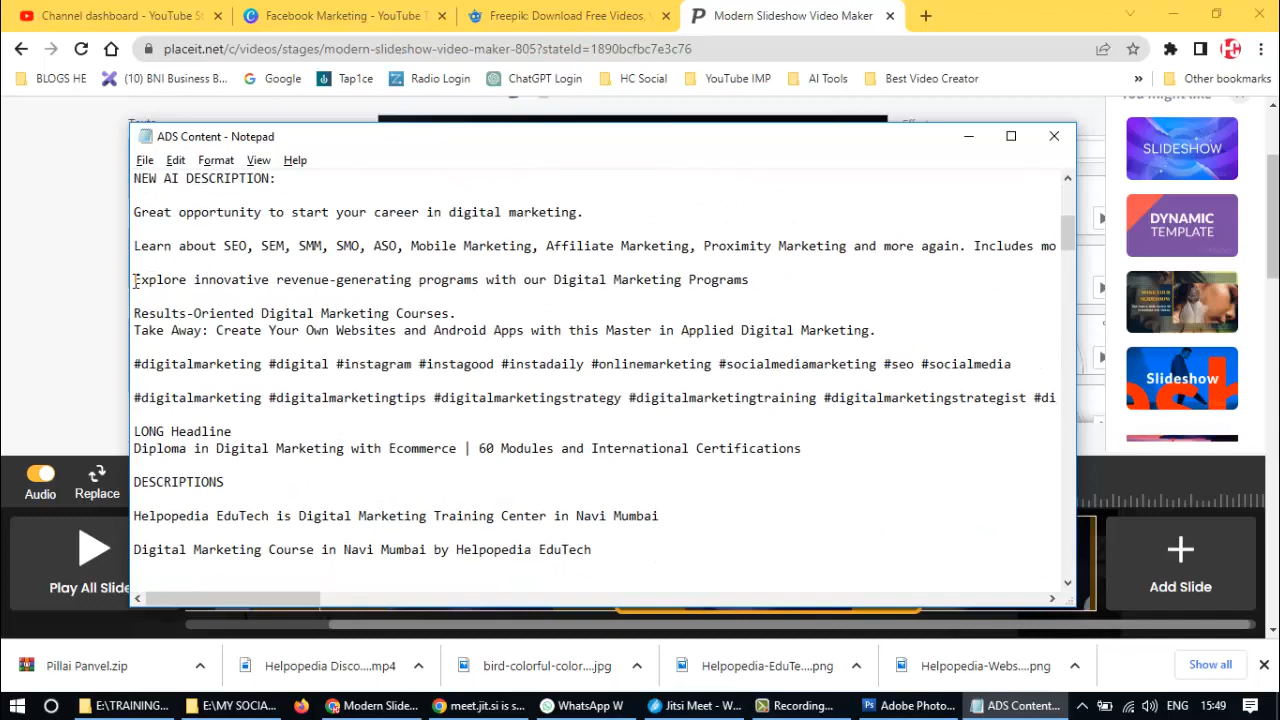 Channel dashboard - YouTube St
Facebook Marketing - YouTube T
Freepik: Download Free Videos, V
Modern Slideshow Video Maker
placeit.net/c/videos/stages/modern-slideshow-video-maker-805?stateId=1890bcfbc7e3c76
BLOGS HE
(10) BNI Business B...
Google
Tap1ce
Radio Login
ChatGPT Login
HC Social
YouTube IMP
AI Tools
Best Video Creator
»
Other bookmarks
You might like
ADS Content - Notepad
File Edit Format View Help
NEW AI DESCRIPTION:
Great opportunity to start your career in digital marketing.
Learn about SEO, SEM, SMM, SMO, ASO, Mobile Marketing, Affiliate Marketing, Proximity Marketing and more again. Includes mo
Explore innovative revenue-generating programs with our Digital Marketing Programs
Results-Oriented Digital Marketing Courses.
Take Away: Create Your Own Websites and Android Apps with this Master in Applied Digital Marketing.
#digitalmarketing #digital #instagram #instagood #instadaily #onlinemarketing #socialmediamarketing #seo #socialmedia
#digitalmarketing #digitalmarketingtips #digitalmarketingstrategy #digitalmarketingtraining #digitalmarketingstrategist #di
LONG Headline
Diploma in Digital Marketing with Ecommerce | 60 Modules and International Certifications
DESCRIPTIONS
Helpopedia EduTech is Digital Marketing Training Center in Navi Mumbai
Digital Marketing Course in Navi Mumbai by Helpopedia EduTech
SLIDESHOW
DYNAMIC
TEMPLATE
Slideshow
Audio
Replace
Play All Slide
Add Slide
Pillai Panvel.zip
Helpopedia Disco....mp4
bird-colorful-color....jpg
Helpopedia-EduTe....png
Helpopedia-Webs....png
Show all
E:\TRAINING...
E:\MY SOCIA...
Modern Slide...
meet.jit.si is s...
WhatsApp W...
Jitsi Meet - W...
Recording...
Adobe Photo...
ADS Content...
ENG
15:49